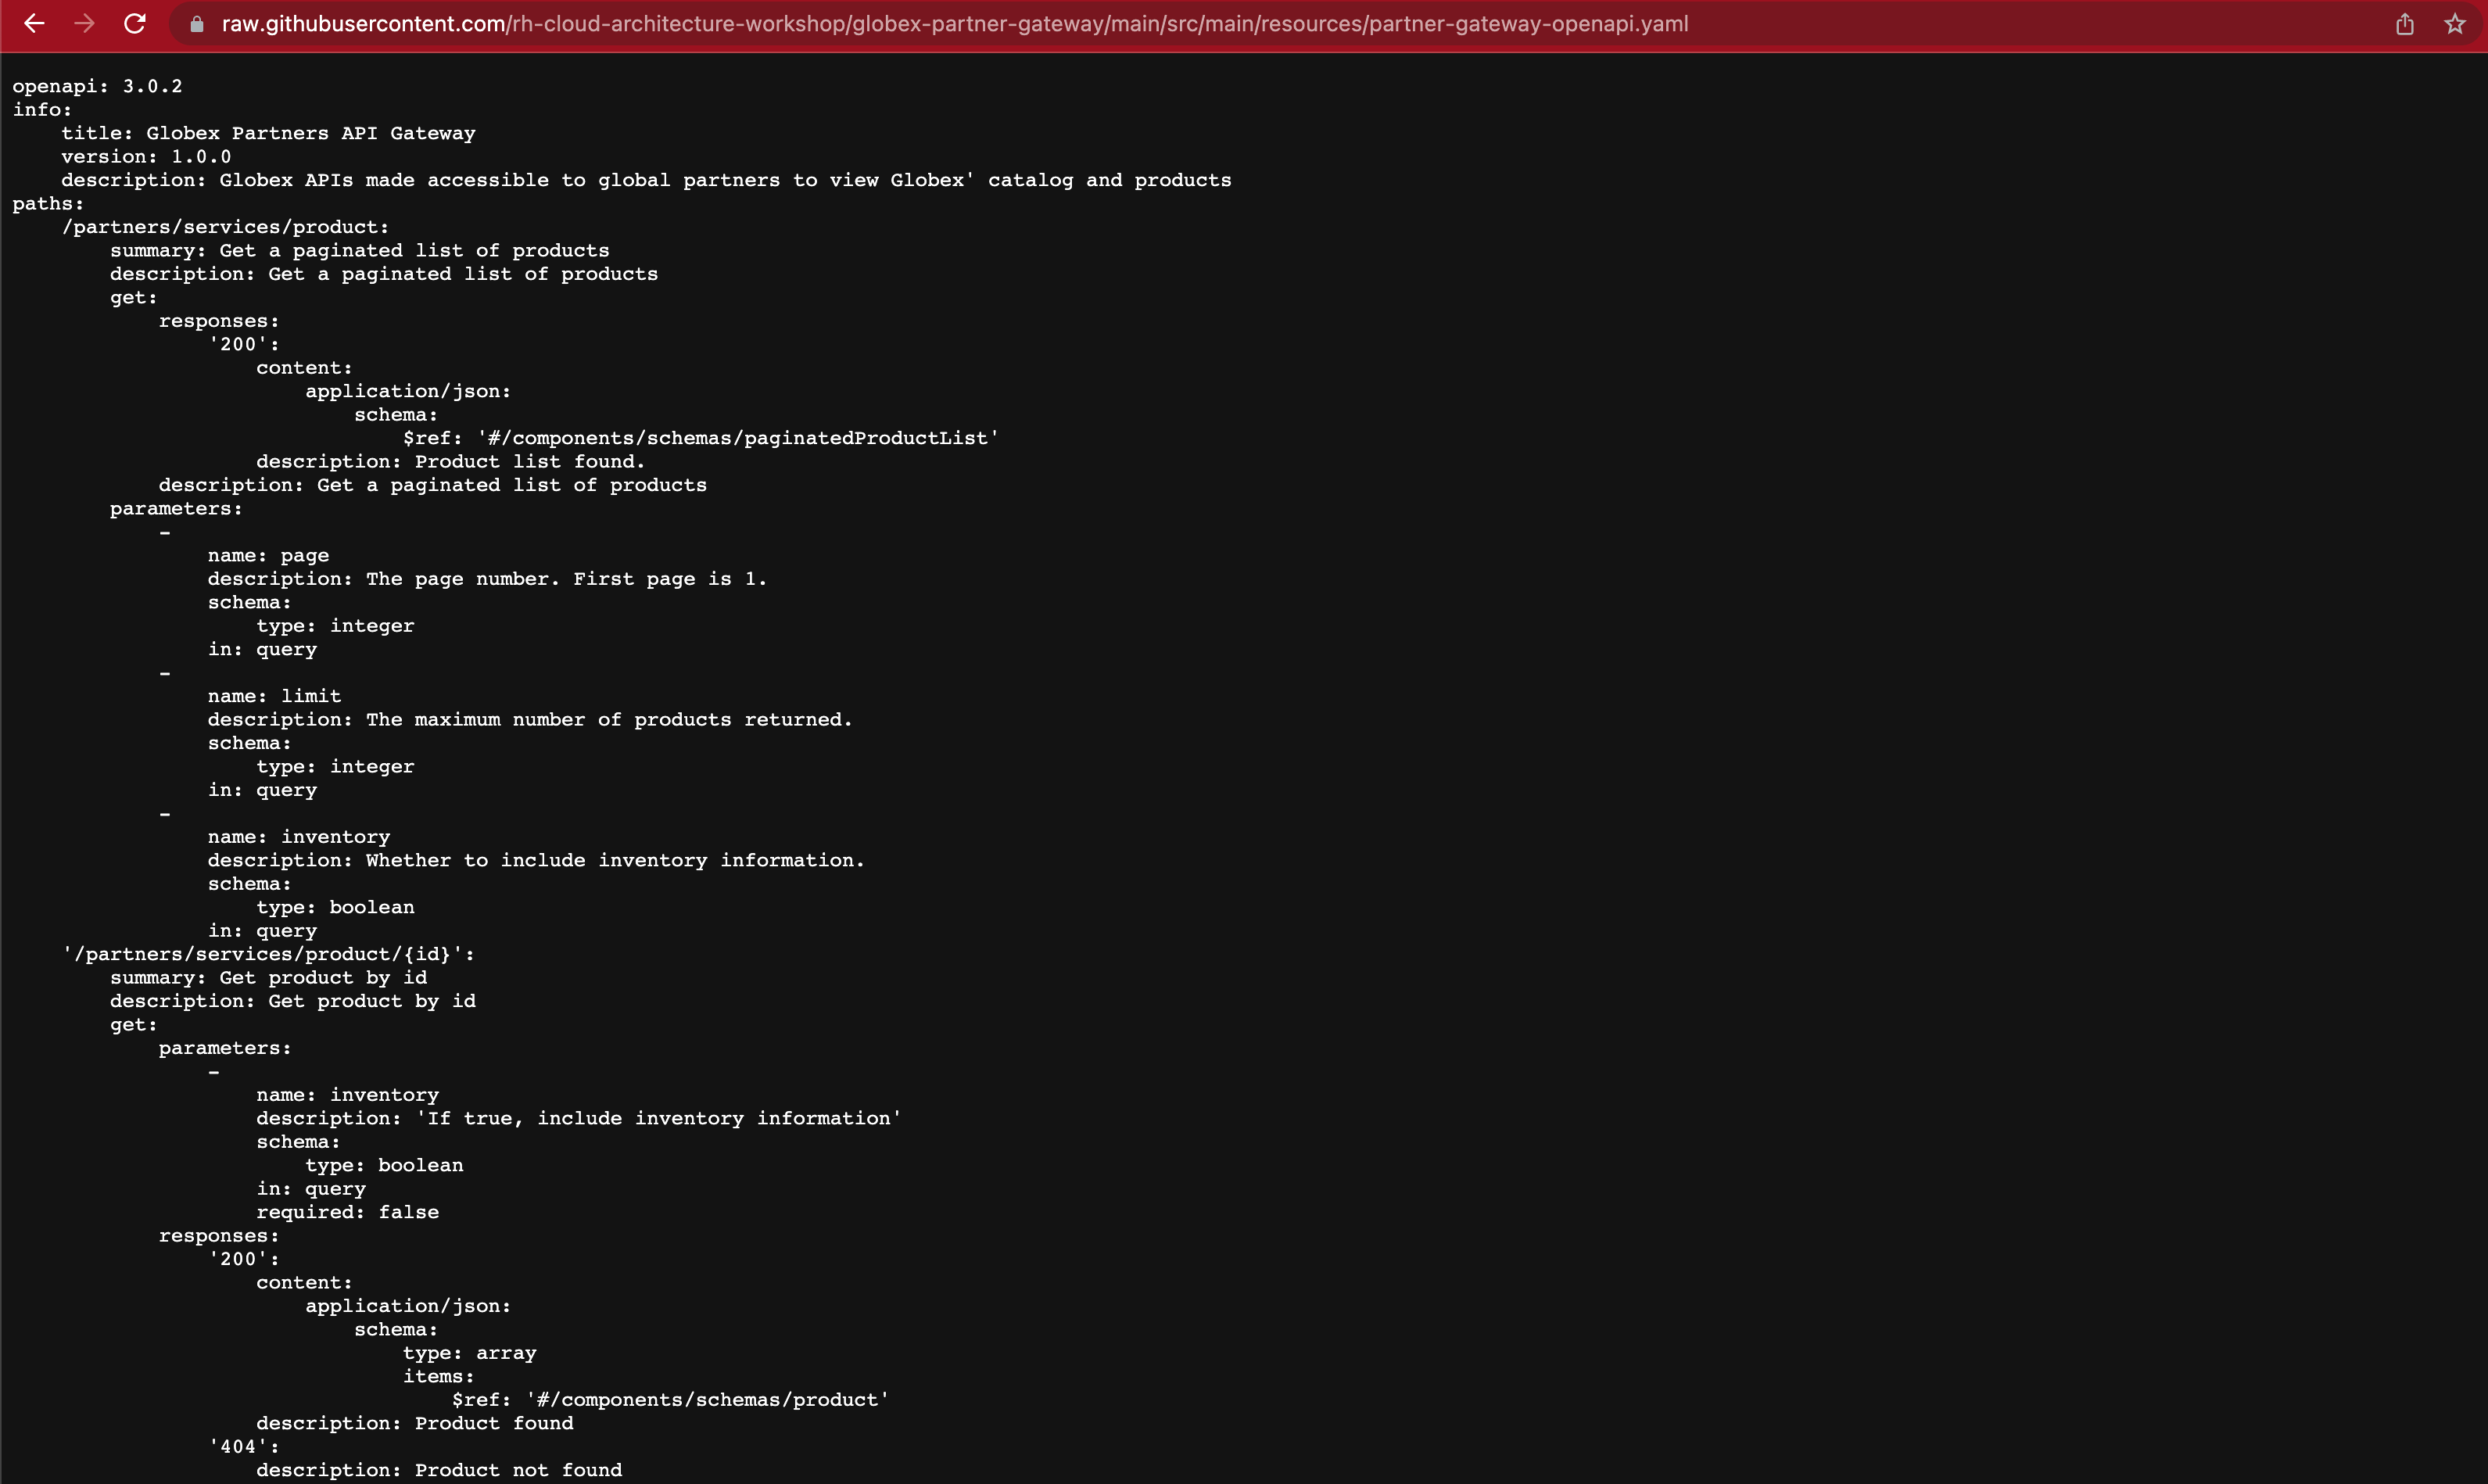 raw.githubusercontent.com/rh-cloud-architecture-workshop/globex-partner-gateway/main/src/main/resources/partner-gateway-openapi.yaml
openapi: 3.0.2
info:
    title: Globex Partners API Gateway
    version: 1.0.0
    description: Globex APIs made accessible to global partners to view Globex' catalog and products
paths:
    /partners/services/product:
        summary: Get a paginated list of products
        description: Get a paginated list of products
        get:
            responses:
                '200':
                    content:
                        application/json:
                            schema:
                                $ref: '#/components/schemas/paginatedProductList'
                    description: Product list found.
            description: Get a paginated list of products
        parameters:
            -
                name: page
                description: The page number. First page is 1.
                schema:
                    type: integer
                in: query
            -
                name: limit
                description: The maximum number of products returned.
                schema:
                    type: integer
                in: query
            -
                name: inventory
                description: Whether to include inventory information.
                schema:
                    type: boolean
                in: query
    '/partners/services/product/{id}':
        summary: Get product by id
        description: Get product by id
        get:
            parameters:
                -
                    name: inventory
                    description: 'If true, include inventory information'
                    schema:
                        type: boolean
                    in: query
                    required: false
            responses:
                '200':
                    content:
                        application/json:
                            schema:
                                type: array
                                items:
                                    $ref: '#/components/schemas/product'
                    description: Product found
                '404':
                    description: Product not found